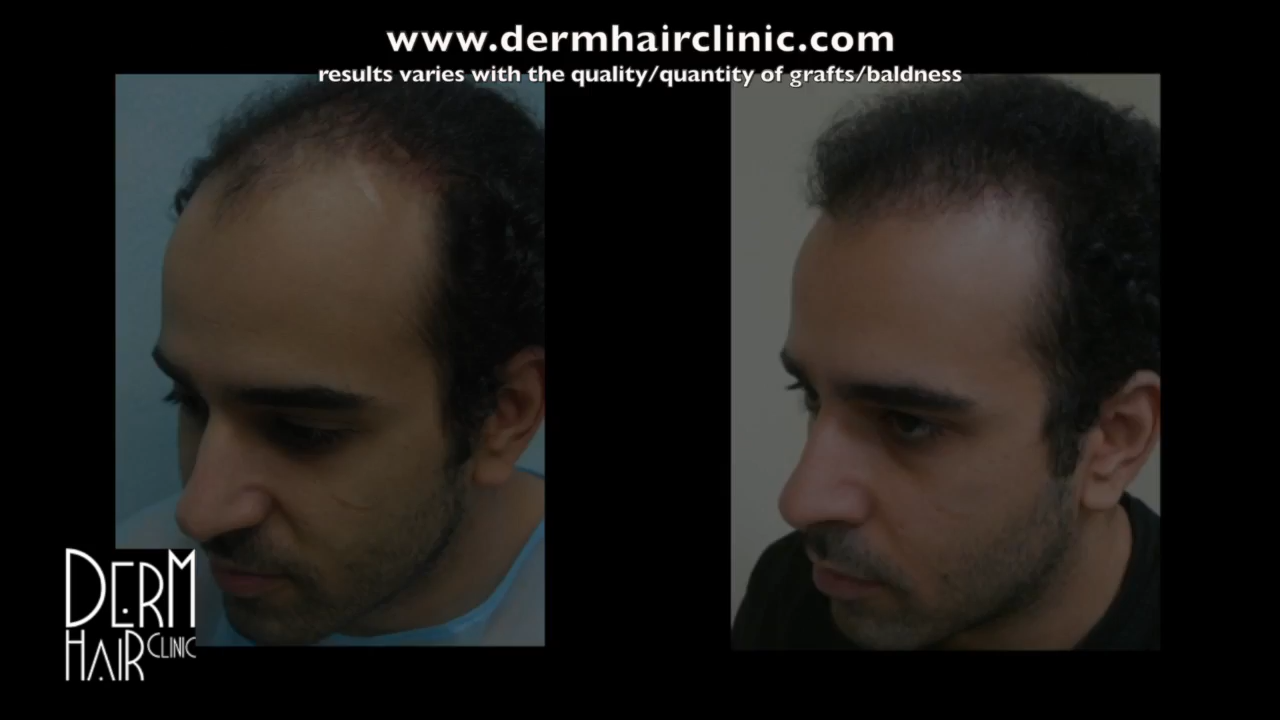 www.dermhairclinic.com
results varies with the quality/quantity of grafts/baldness
DERM
HAIR CLINIC